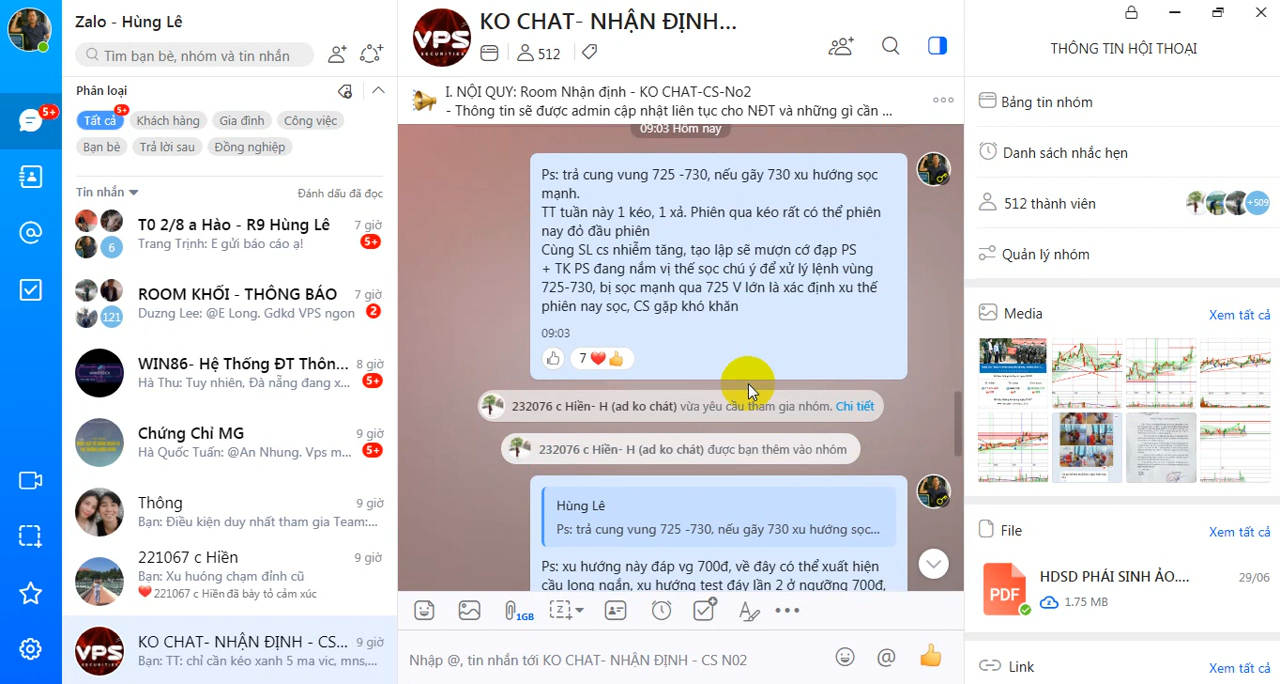 Zalo - Hùng Lê
Tìm bạn bè, nhóm và tin nhắn
Phân loại
Tất cả
5+
Khách hàng
Gia đình
Công việc
Bạn bè
Trả lời sau
Đồng nghiệp
5+
Tin nhắn
Đánh dấu đã đọc
T0 2/8 a Hào - R9 Hùng Lê
7 giờ
6
Trang Trịnh: E gửi báo cáo ạ!
5+
ROOM KHỐI - THÔNG BÁO
7 giờ
121
Duzng Lee: @E Long. Gdkd VPS ngon
2
WIN86- Hệ Thống ĐT Thôn...
8 giờ
Hà Thu: Tuy nhiên, Đà nẵng đang x...
5+
Chứng Chỉ MG
9 giờ
Hà Quốc Tuấn: @An Nhung. Vps m...
5+
Thông
9 giờ
Bạn: Điều kiện duy nhất tham gia Team:...
221067 c Hiền
9 giờ
Bạn: Xu huóng chạm đỉnh cũ
221067 c Hiền đã bày tỏ cảm xúc
VPS
SECURITIES
KO CHAT- NHẬN ĐỊNH - CS...
9 giờ
Bạn: TT: chỉ cần kéo xanh 5 ma vic, mns,...
VPS
SECURITIES
KO CHAT- NHẬN ĐỊNH...
512
I. NỘI QUY: Room Nhận định - KO CHAT-CS-No2
- Thông tin sẽ được admin cập nhật liên tục cho NĐT và những gì cần ...
09:03 Hôm nay
Ps: trả cung vung 725 -730, nếu gãy 730 xu hướng sọc
mạnh.
TT tuần này 1 kéo, 1 xả. Phiên qua kéo rất có thể phiên
nay đỏ đầu phiên
Cùng SL cs nhiễm tăng, tạo lập sẽ mượn cớ đạp PS
+ TK PS đang nắm vị thế sọc chú ý để xử lý lệnh vùng
725-730, bị sọc mạnh qua 725 V lớn là xác định xu thế
phiên nay sọc, CS gặp khó khăn
09:03
7
232076 c Hiền- H (ad ko chát) vừa yêu cầu tham gia nhóm. Chi tiết
232076 c Hiền- H (ad ko chát) được bạn thêm vào nhóm
Hùng Lê
Ps: trả cung vung 725 -730, nếu gãy 730 xu hướng sọc...
Ps: xu hướng này đáp vg 700đ, về đây có thể xuất hiện
cầu long ngắn, xu hướng test đáy lần 2 ở ngưỡng 700đ,
1GB
Nhập @, tin nhắn tới KO CHAT- NHẬN ĐỊNH - CS N02
THÔNG TIN HỘI THOẠI
Bảng tin nhóm
Danh sách nhắc hẹn
512 thành viên
+509
Quản lý nhóm
Media
Xem tất cả
File
Xem tất cả
PDF
HDSD PHÁI SINH ẢO....
29/06
1.75 MB
Link
Xem tất cả